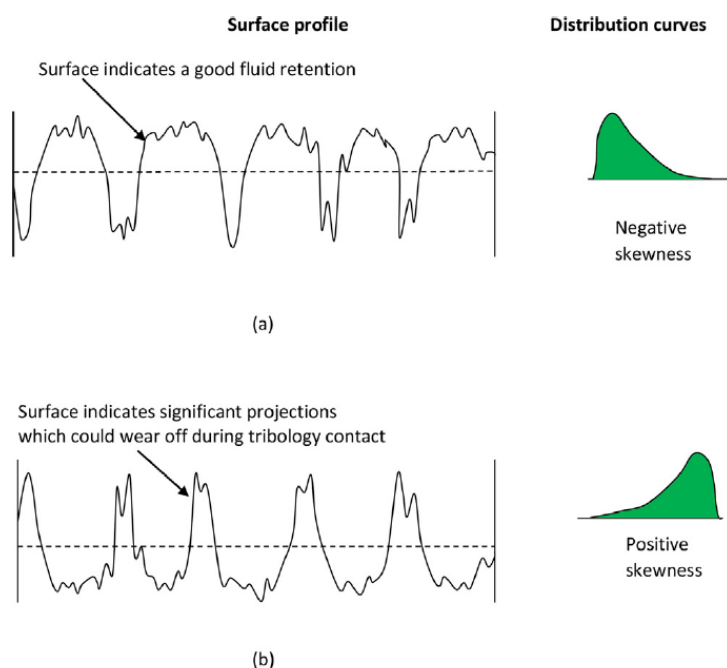 Surface profile
Distribution curves
Surface indicates a good fluid retention
Negative
skewness
(a)
Surface indicates significant projections
which could wear off during tribology contact
Positive
skewness
(b)